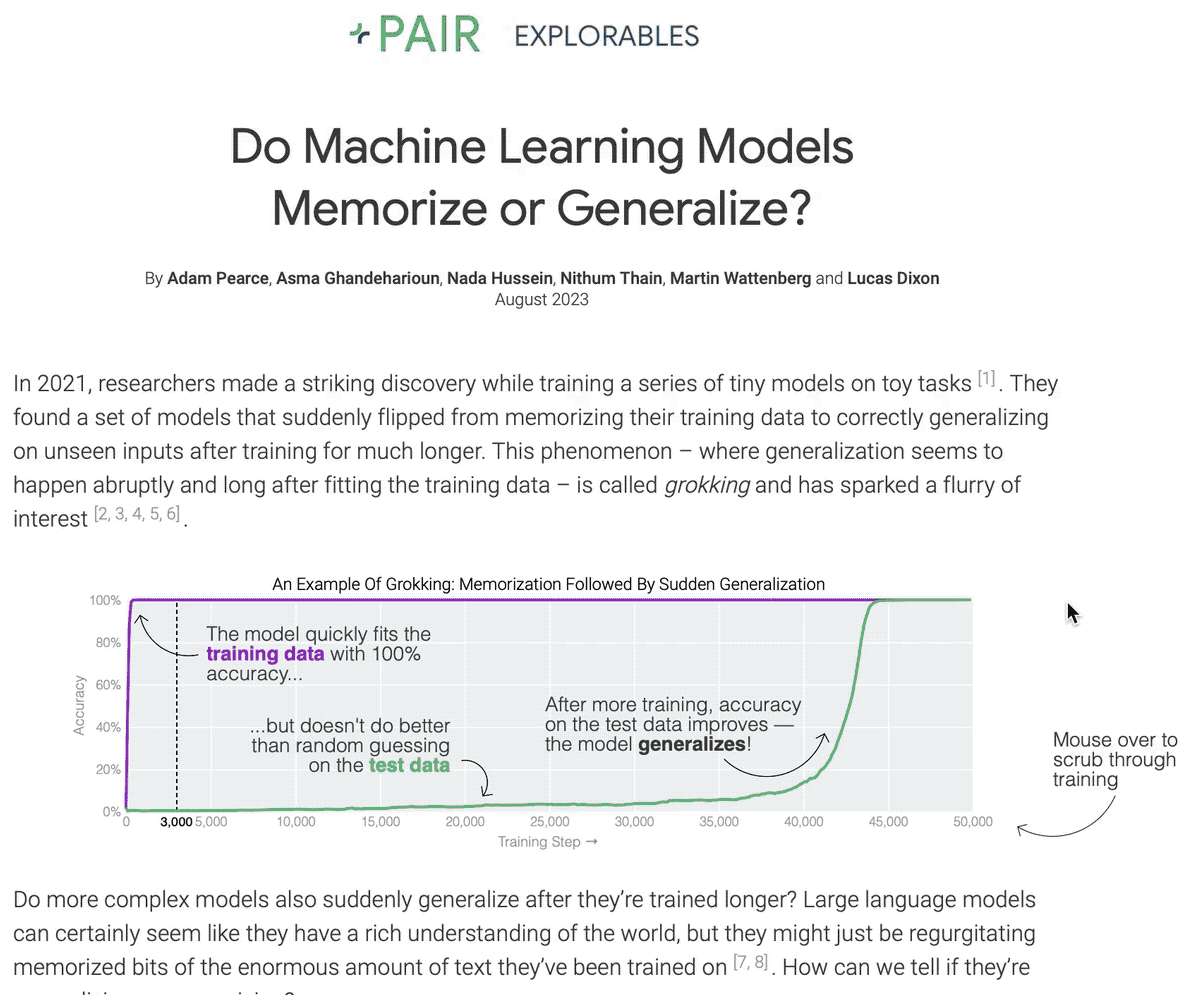 PAIR EXPLORABLES
Do Machine Learning Models
Memorize or Generalize?
By Adam Pearce, Asma Ghandeharioun, Nada Hussein, Nithum Thain, Martin Wattenberg and Lucas Dixon
August 2023
In 2021, researchers made a striking discovery while training a series of tiny models on toy tasks [1]. They
found a set of models that suddenly flipped from memorizing their training data to correctly generalizing
on unseen inputs after training for much longer. This phenomenon – where generalization seems to
happen abruptly and long after fitting the training data – is called grokking and has sparked a flurry of
interest [2, 3, 4, 5, 6].
An Example Of Grokking: Memorization Followed By Sudden Generalization
100%
80%
60%
40%
20%
0%
Accuracy
The model quickly fits the
training data with 100%
accuracy...
...but doesn't do better
than random guessing
on the test data
After more training, accuracy
on the test data improves —
the model generalizes!
0 3,000 5,000 10,000 15,000 20,000 25,000 30,000 35,000 40,000 45,000 50,000
Training Step →
Mouse over to
scrub through
training
Do more complex models also suddenly generalize after they’re trained longer? Large language models
can certainly seem like they have a rich understanding of the world, but they might just be regurgitating
memorized bits of the enormous amount of text they’ve been trained on [7, 8]. How can we tell if they’re